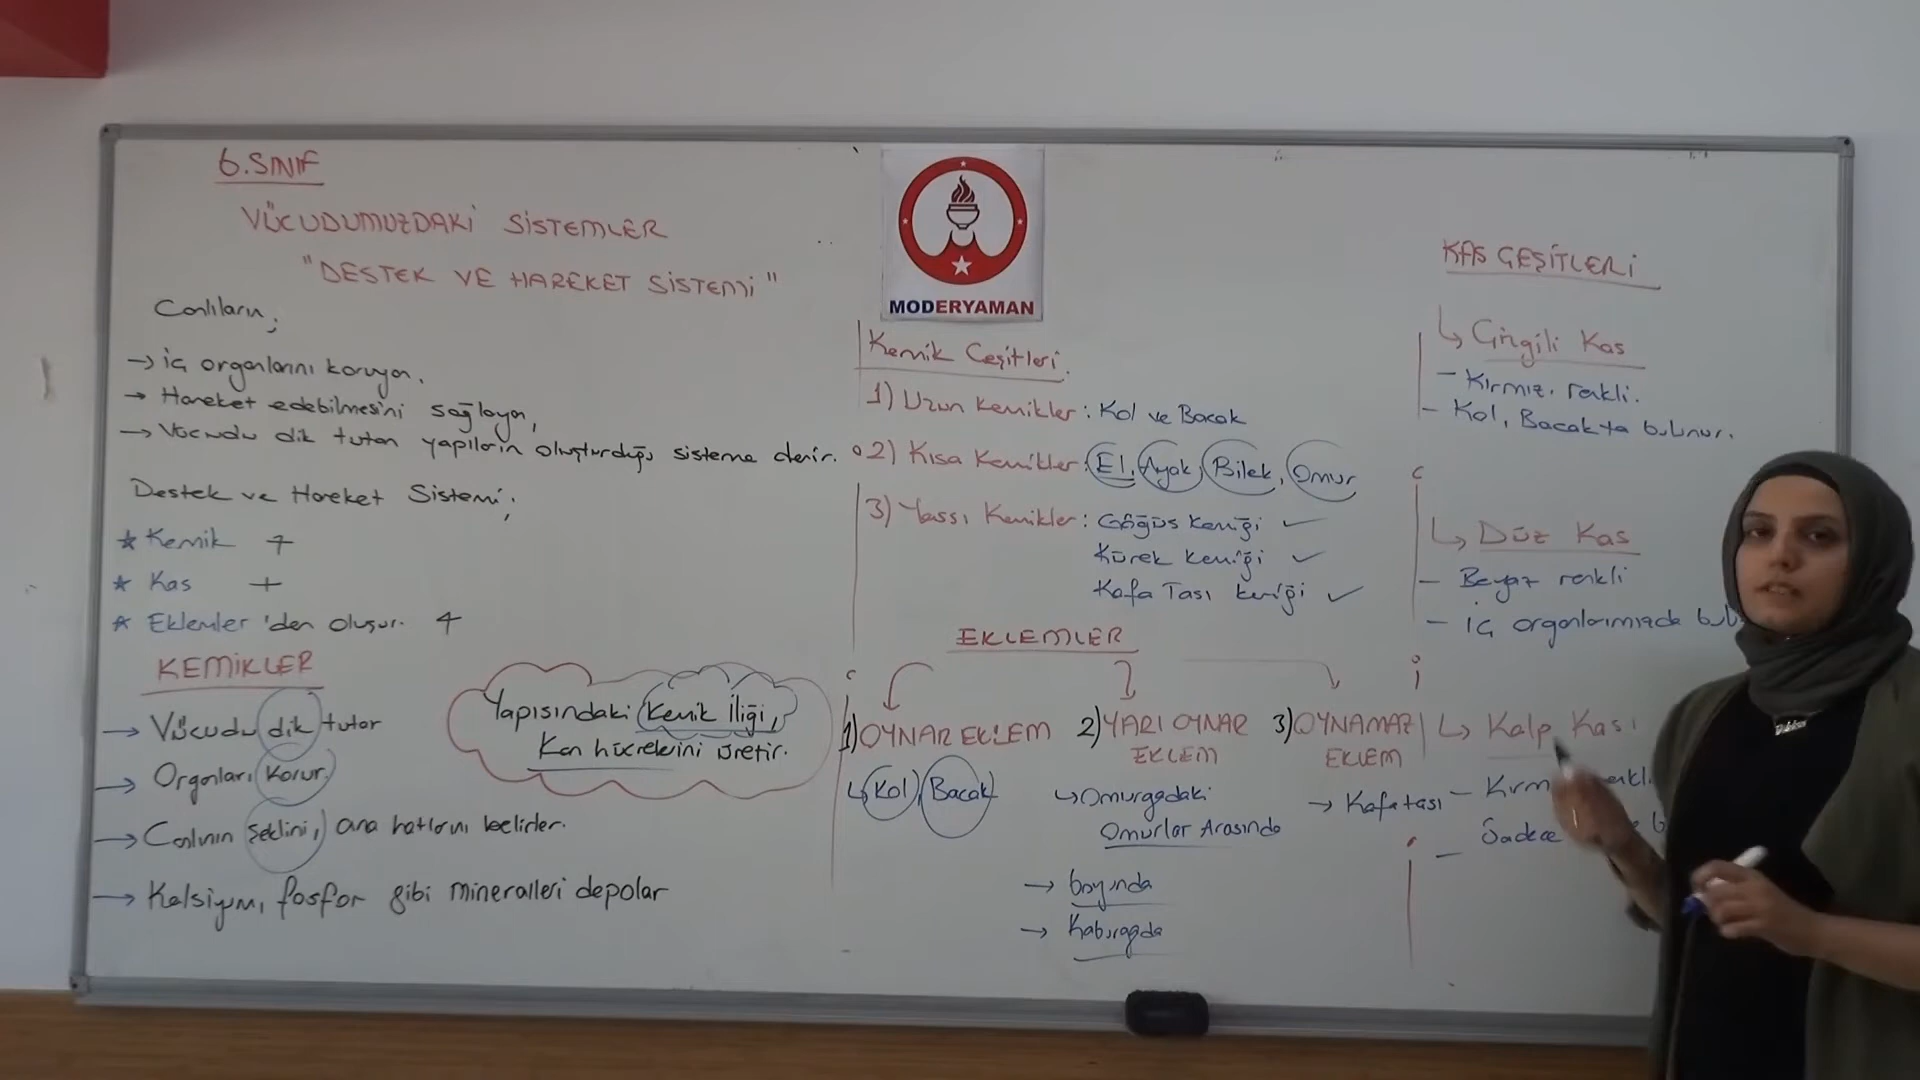 6.SINIF
VÜCUDUMUZDAKİ SİSTEMLER
"DESTEK VE HAREKET SİSTEMİ"
Canlıların;
→ iç organlarını koruyan,
→ Hareket edebilmesini sağlayan,
→ Vücudu dik tutan yapıların oluşturduğu sisteme denir.
Destek ve Hareket Sistemi;
* Kemik +
* Kas +
* Eklemler 'den oluşur. +
KEMİKLER
→ Vücudu dik tutar
→ Organları Korur.
→ Canlının şeklini, ana hatlarını belirler.
→ Kalsiyum, fosfor gibi mineralleri depolar
Yapısındaki Kemik İliği,
Kan hücrelerini üretir.
MODERYAMAN
Kemik Çeşitleri.
1) Uzun Kemikler: Kol ve Bacak
2) Kısa Kemikler: El, Ayak, Bilek, Omur
3) Yassı Kemikler: Göğüs kemiği ✓
Kürek kemiği ✓
Kafa Tası kemiği ✓
EKLEMLER
1) OYNAR EKLEM
↳ Kol, Bacak
2) YARI OYNAR
EKLEM
↳ Omurgadaki
Omurlar Arasında
→ boyunda
→ Kaburgada
3) OYNAMAZ
EKLEM
→ Kafatası
KAS ÇEŞİTLERİ
↳ Çizgili Kas
- Kırmızı renkli.
- Kol, Bacakta bulunur.
↳ Düz Kas
- Beyaz renkli
- iç organlarımızda
↳ Kalp Kası
- Sadece